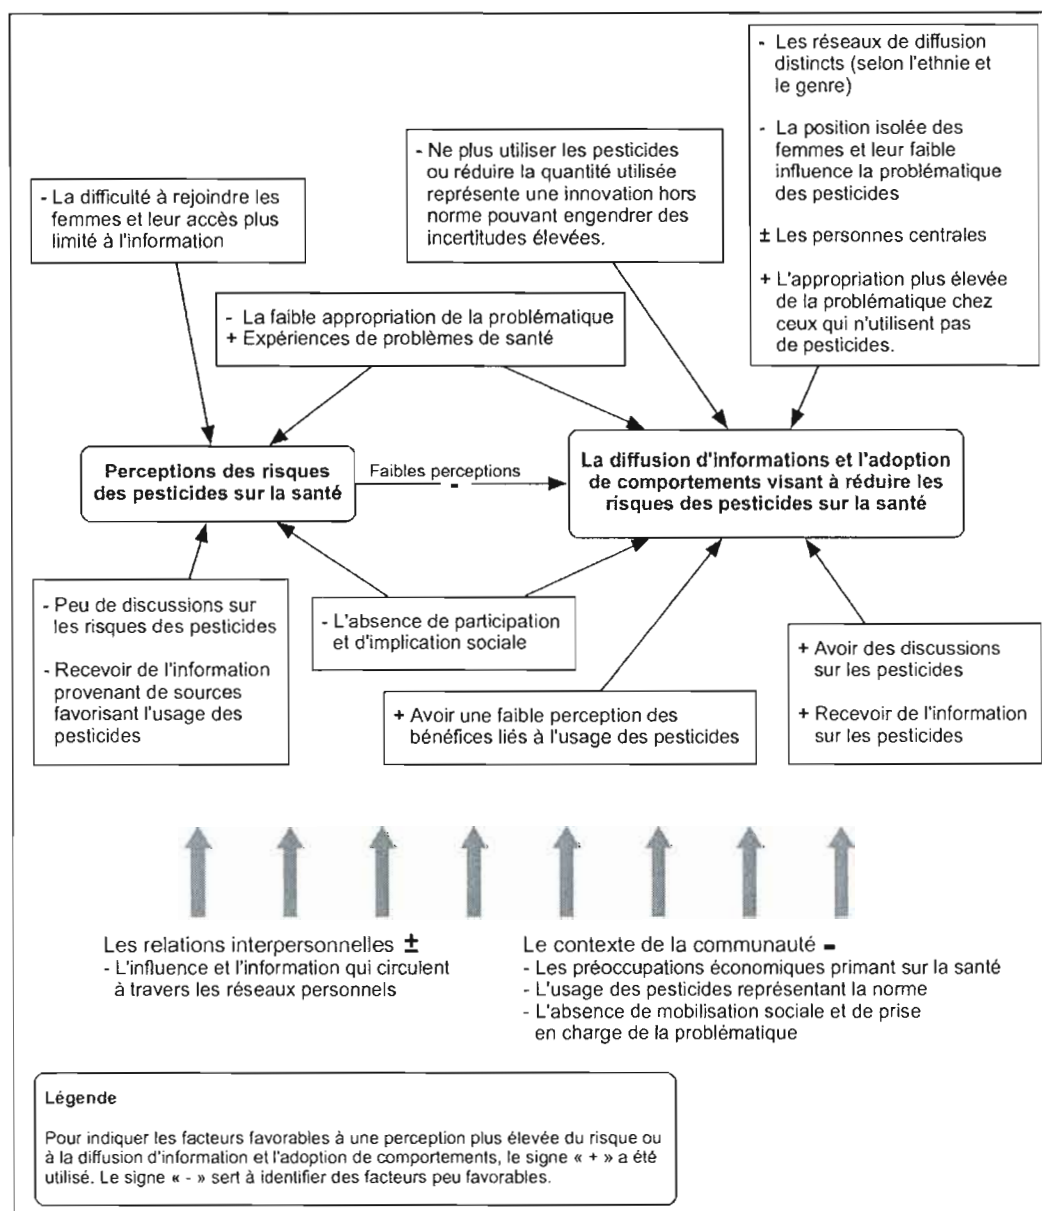 - Les réseaux de diffusion
distincts (selon l'ethnie et
le genre)
- La position isolée des
femmes et leur faible
influence la problématique
des pesticides
± Les personnes centrales
+ L'appropriation plus élevée
de la problématique chez
ceux qui n'utilisent pas
de pesticides.
- Ne plus utiliser les pesticides
ou réduire la quantité utilisée
représente une innovation hors
norme pouvant engendrer des
incertitudes élevées.
- La difficulté à rejoindre les
femmes et leur accès plus
limité à l'information
- La faible appropriation de la problématique
+ Expériences de problèmes de santé
Perceptions des risques
des pesticides sur la santé
Faibles perceptions
-
La diffusion d'informations et l'adoption
de comportements visant à réduire les
risques des pesticides sur la santé
- Peu de discussions sur
les risques des pesticides
- Recevoir de l'information
provenant de sources
favorisant l'usage des
pesticides
- L'absence de participation
et d'implication sociale
+ Avoir une faible perception des
bénéfices liés à l'usage des pesticides
+ Avoir des discussions
sur les pesticides
+ Recevoir de l'information
sur les pesticides
Les relations interpersonnelles ±
- L'influence et l'information qui circulent
à travers les réseaux personnels
Le contexte de la communauté -
- Les préoccupations économiques primant sur la santé
- L'usage des pesticides représentant la norme
- L'absence de mobilisation sociale et de prise
en charge de la problématique
Légende
Pour indiquer les facteurs favorables à une perception plus élevée du risque ou
à la diffusion d'information et l'adoption de comportements, le signe « + » a été
utilisé. Le signe « - » sert à identifier des facteurs peu favorables.